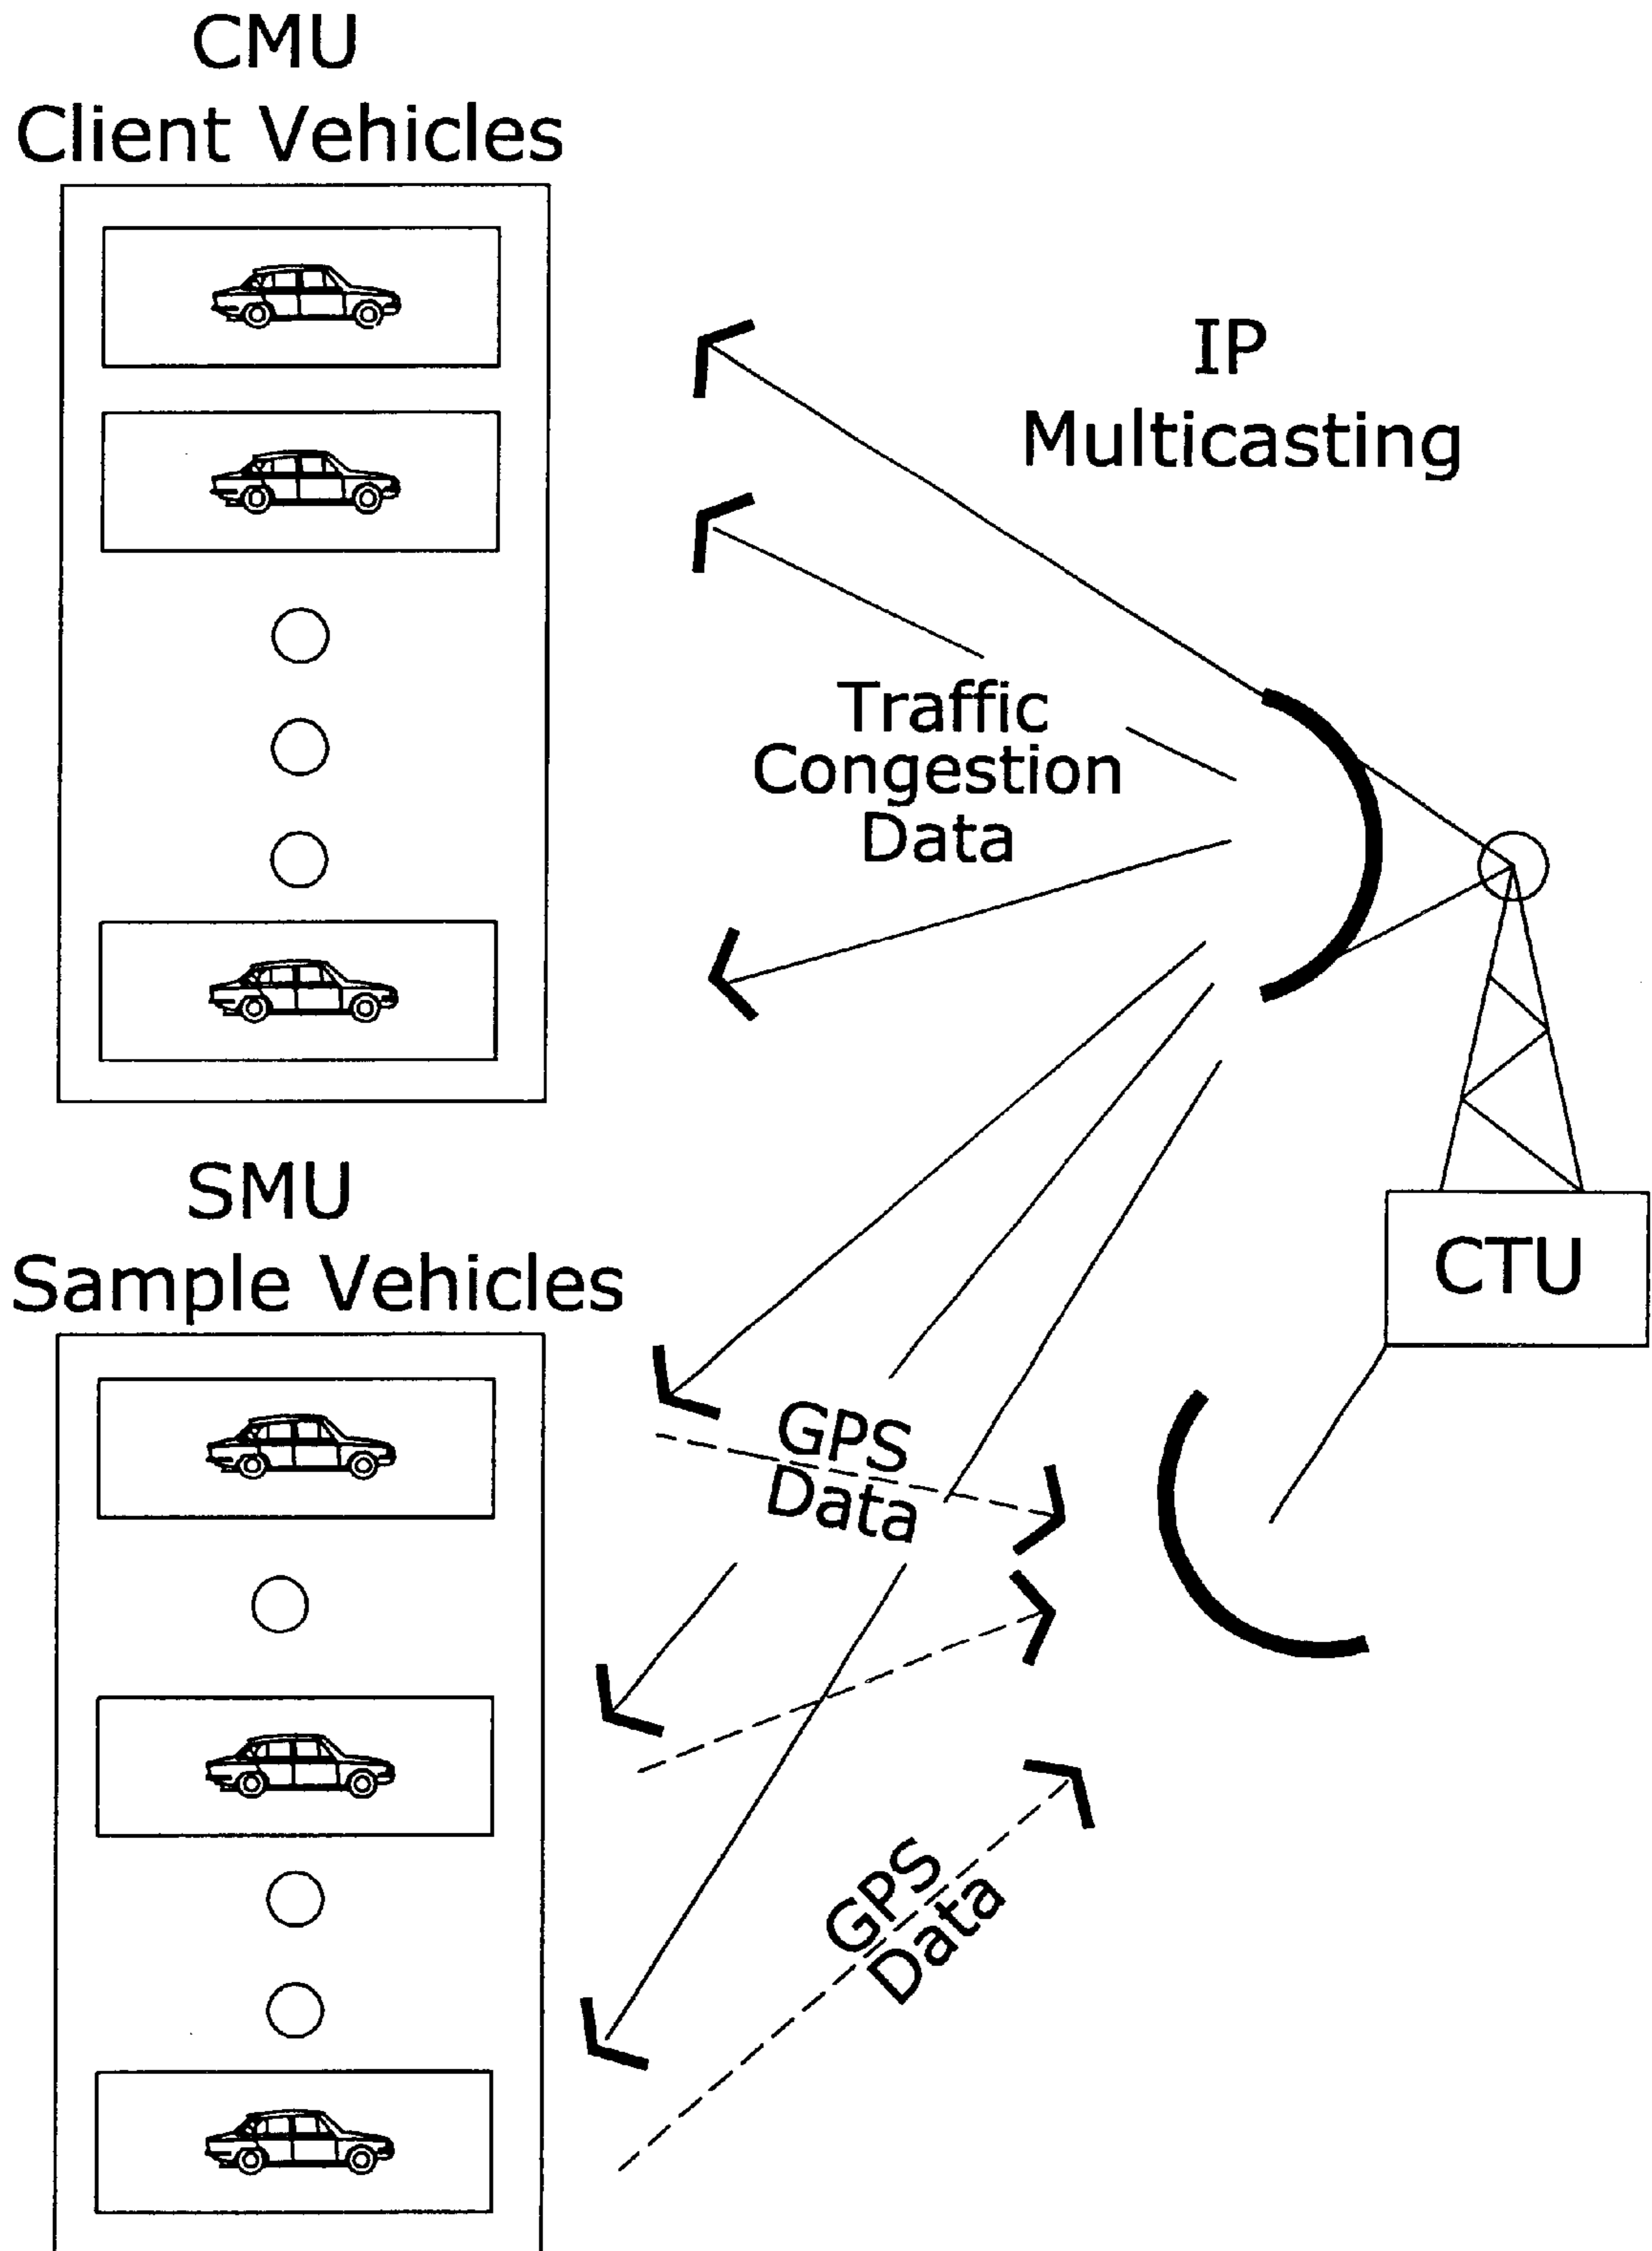 CMU
Client Vehicles
IP
Multicasting
Traffic
Congestion
Data
SMU
Sample Vehicles
CTU
GPS
Data
GPS
Data